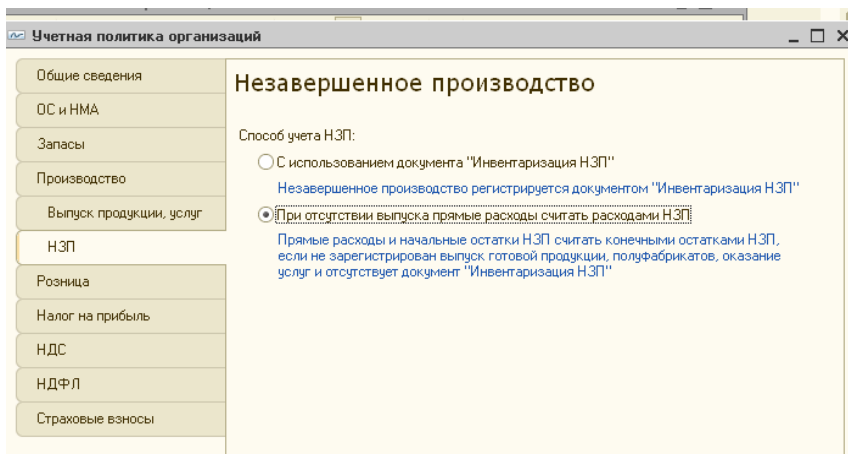 Учетная политика организаций
Общие сведения
ОС и НМА
Запасы
Производство
Выпуск продукции, услуг
НЗП
Розница
Налог на прибыль
НДС
НДФЛ
Страховые взносы
Незавершенное производство
Способ учета НЗП:
С использованием документа "Инвентаризация НЗП"
Незавершенное производство регистрируется документом "Инвентаризация НЗП"
При отсутствии выпуска прямые расходы считать расходами НЗП
Прямые расходы и начальные остатки НЗП считать конечными остатками НЗП,
если не зарегистрирован выпуск готовой продукции, полуфабрикатов, оказание
услуг и отсутствует документ "Инвентаризация НЗП"